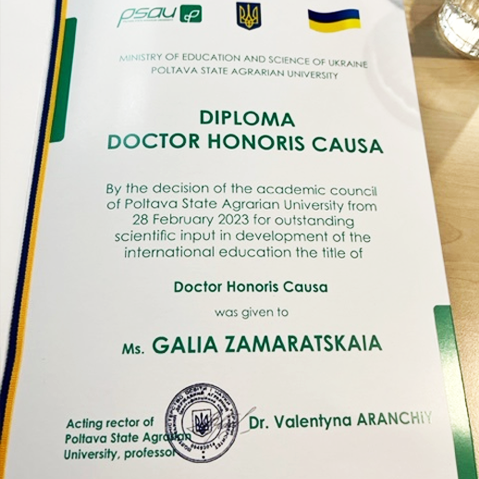 psau
MINISTRY OF EDUCATION AND SCIENCE OF UKRAINE
POLTAVA STATE AGRARIAN UNIVERSITY
DIPLOMA
DOCTOR HONORIS CAUSA
By the decision of the academic council
of Poltava State Agrarian University from
28 February 2023 for outstanding
scientific input in development of the
international education the title of
Doctor Honoris Causa
was given to
Ms. GALIA ZAMARATSKAIA
Acting rector of
Poltava State Agrarian
University, professor
Dr. Valentyna ARANCHiY